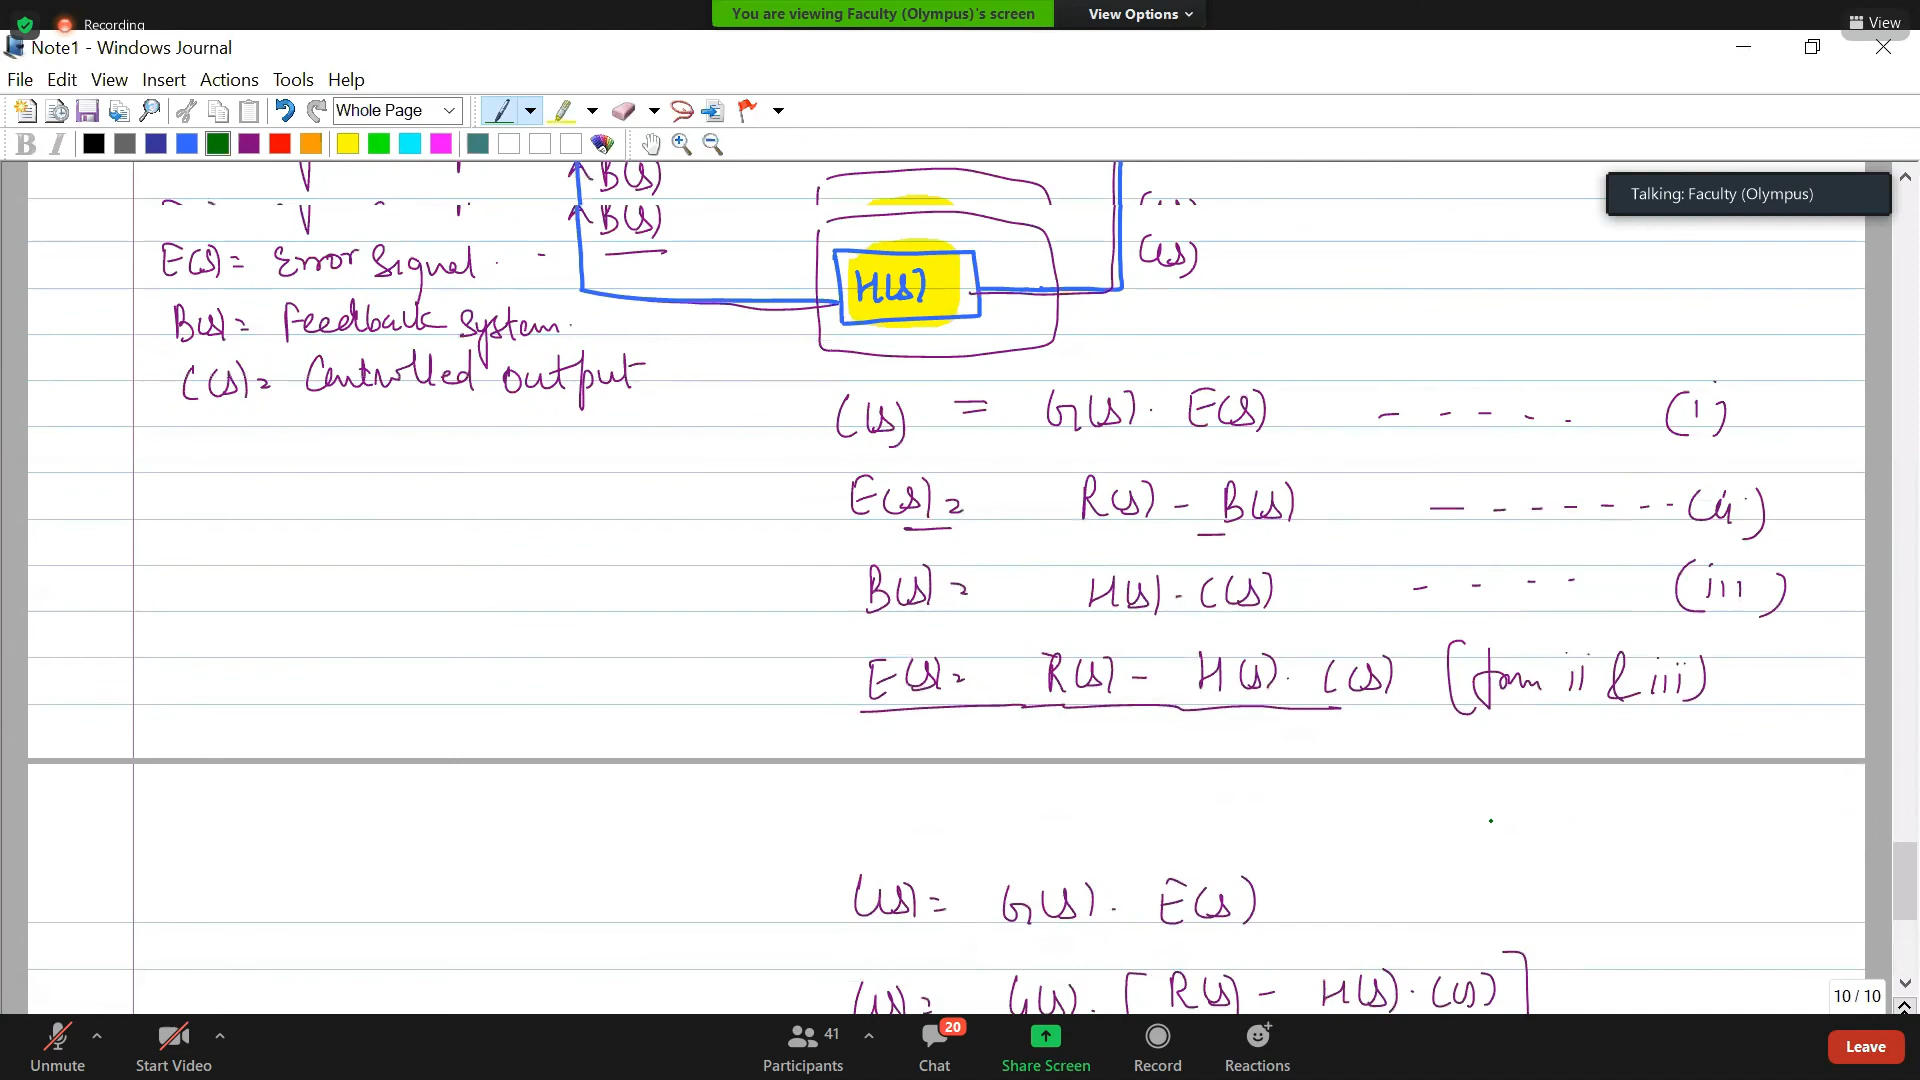 Recording
You are viewing Faculty (Olympus)'s screen
View Options
View
Note1 - Windows Journal
File Edit View Insert Actions Tools Help
Whole Page
B I
Talking: Faculty (Olympus)
B(s)
B(s)
E(s) = Error Signal
H(s)
C(s)
B(s) = Feedback System
C(s) = Controlled output
C(s) = G(s) . E(s) - - - - - (i)
E(s) = R(s) - B(s) - - - - - - - (ii)
B(s) = H(s) . C(s) - - - - (iii)
E(s) = R(s) - H(s) . C(s) [from ii & iii)
C(s) = G(s) . E(s)
C(s) = G(s) . [R(s) - H(s) . C(s)]
10 / 10
Unmute
Start Video
41
Participants
20
Chat
Share Screen
Record
Reactions
Leave